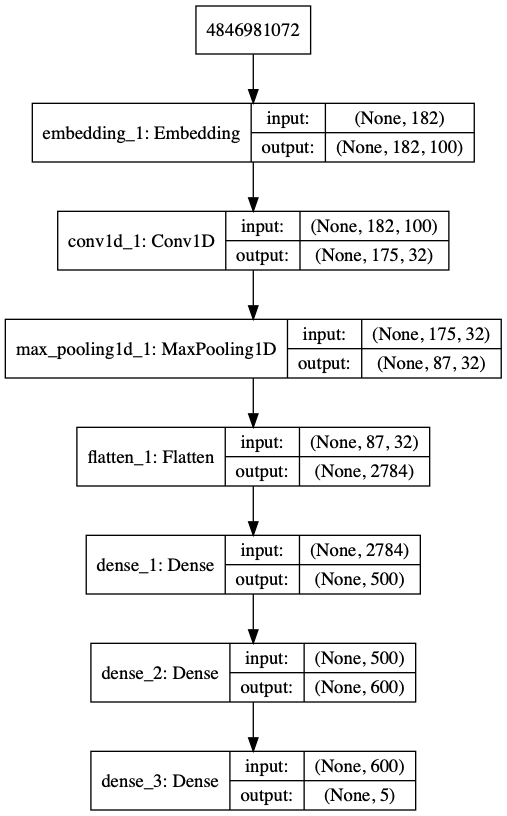 4846981072
embedding_1: Embedding
input: (None, 182)
output: (None, 182, 100)
conv1d_1: Conv1D
input: (None, 182, 100)
output: (None, 175, 32)
max_pooling1d_1: MaxPooling1D
input: (None, 175, 32)
output: (None, 87, 32)
flatten_1: Flatten
input: (None, 87, 32)
output: (None, 2784)
dense_1: Dense
input: (None, 2784)
output: (None, 500)
dense_2: Dense
input: (None, 500)
output: (None, 600)
dense_3: Dense
input: (None, 600)
output: (None, 5)